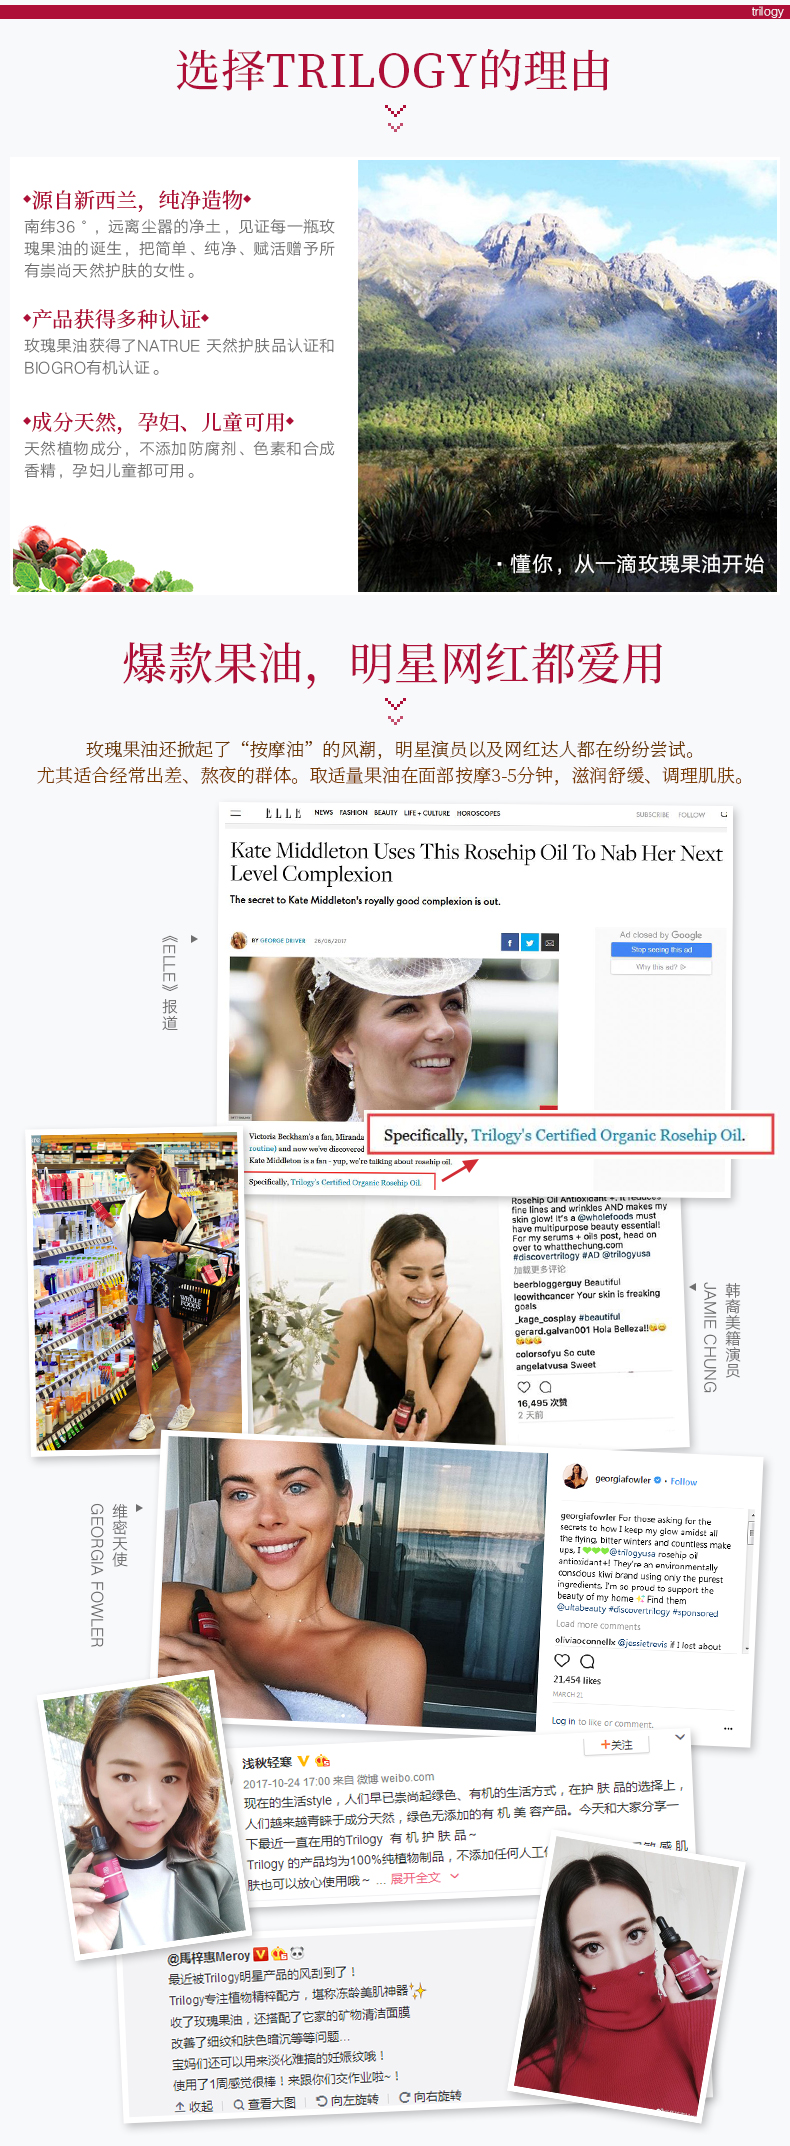 trilogy
选择TRILOGY的理由
源自新西兰，纯净造物
南纬36°，远离尘嚣的净土，见证每一瓶玫
瑰果油的诞生，把简单、纯净、赋活赠予所
有崇尚天然护肤的女性。
产品获得多种认证
玫瑰果油获得了NATRUE 天然护肤品认证和
BIOGRO有机认证。
成分天然，孕妇、儿童可用
天然植物成分，不添加防腐剂、色素和合成
香精，孕妇儿童都可用。
·懂你，从一滴玫瑰果油开始
爆款果油，明星网红都爱用
玫瑰果油还掀起了“按摩油”的风潮，明星演员以及网红达人都在纷纷尝试。
尤其适合经常出差、熬夜的群体。取适量果油在面部按摩3-5分钟，滋润舒缓、调理肌肤。
ELLE NEWS FASHION BEAUTY LIFE + CULTURE HOROSCOPES SUBSCRIBE FOLLOW
Kate Middleton Uses This Rosehip Oil To Nab Her Next
Level Complexion
The secret to Kate Middleton's royally good complexion is out.
BY GEORGE DRIVER 26/06/2017
Ad closed by Google
Stop seeing this ad
Why this ad?
《ELLE》报道
Victoria Beckham's a fan, Miranda
routine) and now we've discovered
Kate Middleton is a fan - yup, we're talking about rosehip oil.
Specifically, Trilogy's Certified Organic Rosehip Oil.
Specifically, Trilogy's Certified Organic Rosehip Oil.
WHOLE FOODS
Rosehip Oil Antioxidant +. It reduces
fine lines and wrinkles AND makes my
skin glow! It's a @wholefoods must
have multipurpose beauty essential!
For my serums + oils post, head on
over to whatthechung.com
#discovertrilogy #AD @trilogyusa
加载更多评论
beerbloggerguy Beautiful
leowithcancer Your skin is freaking
goals
_kage_cosplay #beautiful
gerard.galvan001 Hola Belleza!!
colorsofyu So cute
angelatvusa Sweet
16,495 次赞
2 天前
韩裔美籍演员
JAMIE CHUNG
维密天使
GEORGIA FOWLER
georgiafowler • Follow
georgiafowler For those asking for the
secrets to how I keep my glow amidst all
the flying, bitter winters and countless make
ups, I 💚💚💚@trilogyusa rosehip oil
antioxidant+! They're an environmentally
conscious kiwi brand using only the purest
ingredients. I'm so proud to support the
beauty of my home ✨ Find them
@ultabeauty #discovertrilogy #sponsored
Load more comments
oliviaoconnellx @jessietrevis if I lost about
21,454 likes
MARCH 21
Log in to like or comment.
浅秋轻寒
+关注
2017-10-24 17:00 来自 微博 weibo.com
现在的生活style，人们早已崇尚起绿色、有机的生活方式，在护 肤 品的选择上，
人们越来越青睐于成分天然，绿色无添加的有 机 美 容产品。今天和大家分享一
下最近一直在用的Trilogy 有 机 护 肤 品～
Trilogy 的产品均为100%纯植物制品，不添加任何人工 敏 感 肌
肤也可以放心使用哦～ ... 展开全文
@馬梓惠Meroy
最近被Trilogy明星产品的风刮到了！
Trilogy专注植物精粹配方，堪称冻龄美肌神器✨
收了玫瑰果油，还搭配了它家的矿物清洁面膜
改善了细纹和肤色暗沉等等问题...
宝妈们还可以用来淡化难搞的妊娠纹哦！
使用了1周感觉很棒！来跟你们交作业啦~！
收起 查看大图 向左旋转 向右旋转